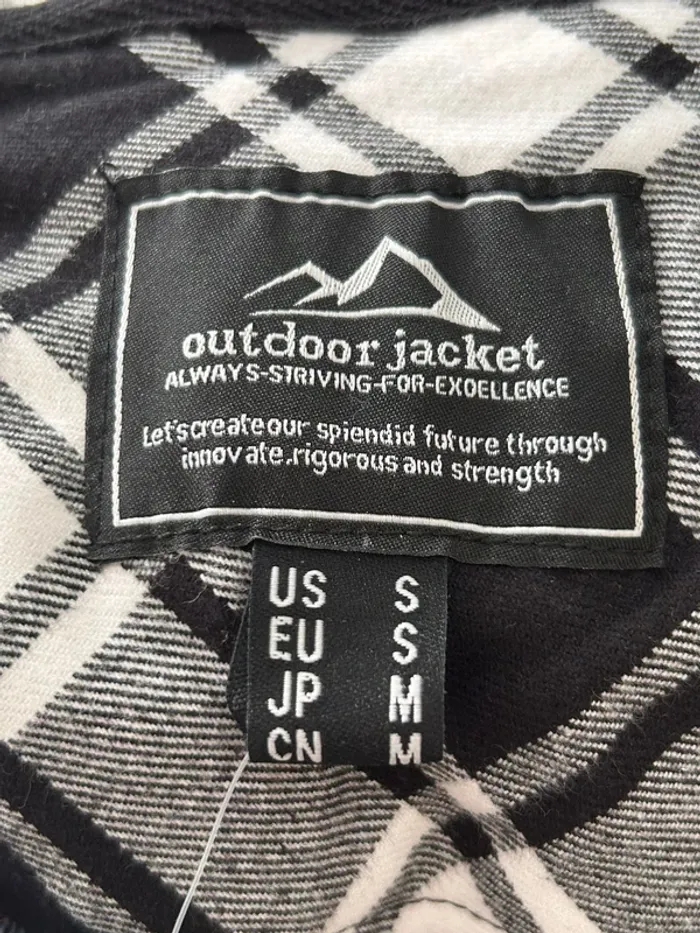 outdoor jacket
ALWAYS-STRIVING-FOR-EXOELLENCE
Let'screateour spiendid future through
innovate.rigorous and strength
US S
EU S
JP M
CN M